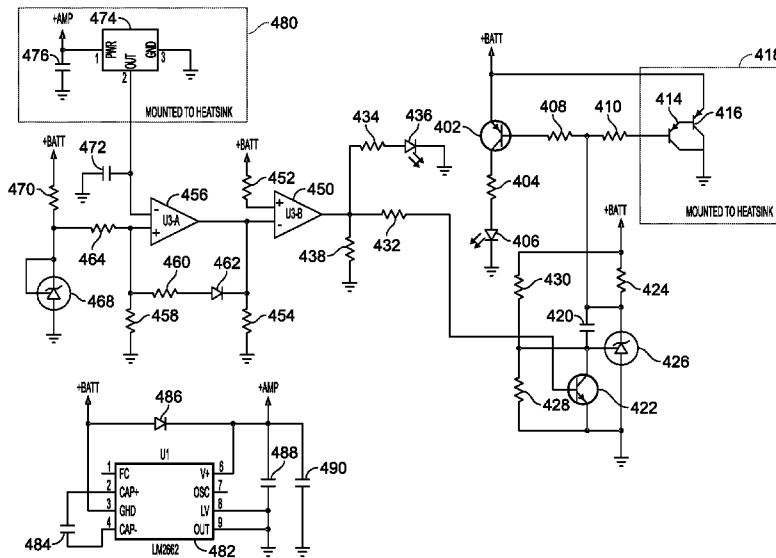 +AMP
474
480
476
PWR
GND
1
3
OUT
2
MOUNTED TO HEATSINK
+BATT
418
402
408
410
414
416
434
436
404
406
MOUNTED TO HEATSINK
+BATT
472
+BATT
470
456
452
450
-
U3-A
+
+
U3-B
-
464
438
432
460
462
468
458
454
+BATT
430
424
420
426
428
422
+BATT
486
+AMP
U1
488
490
1
FC
V+
6
2
CAP+
OSC
7
3
GHD
LV
8
4
CAP-
OUT
9
484
LM2662
482